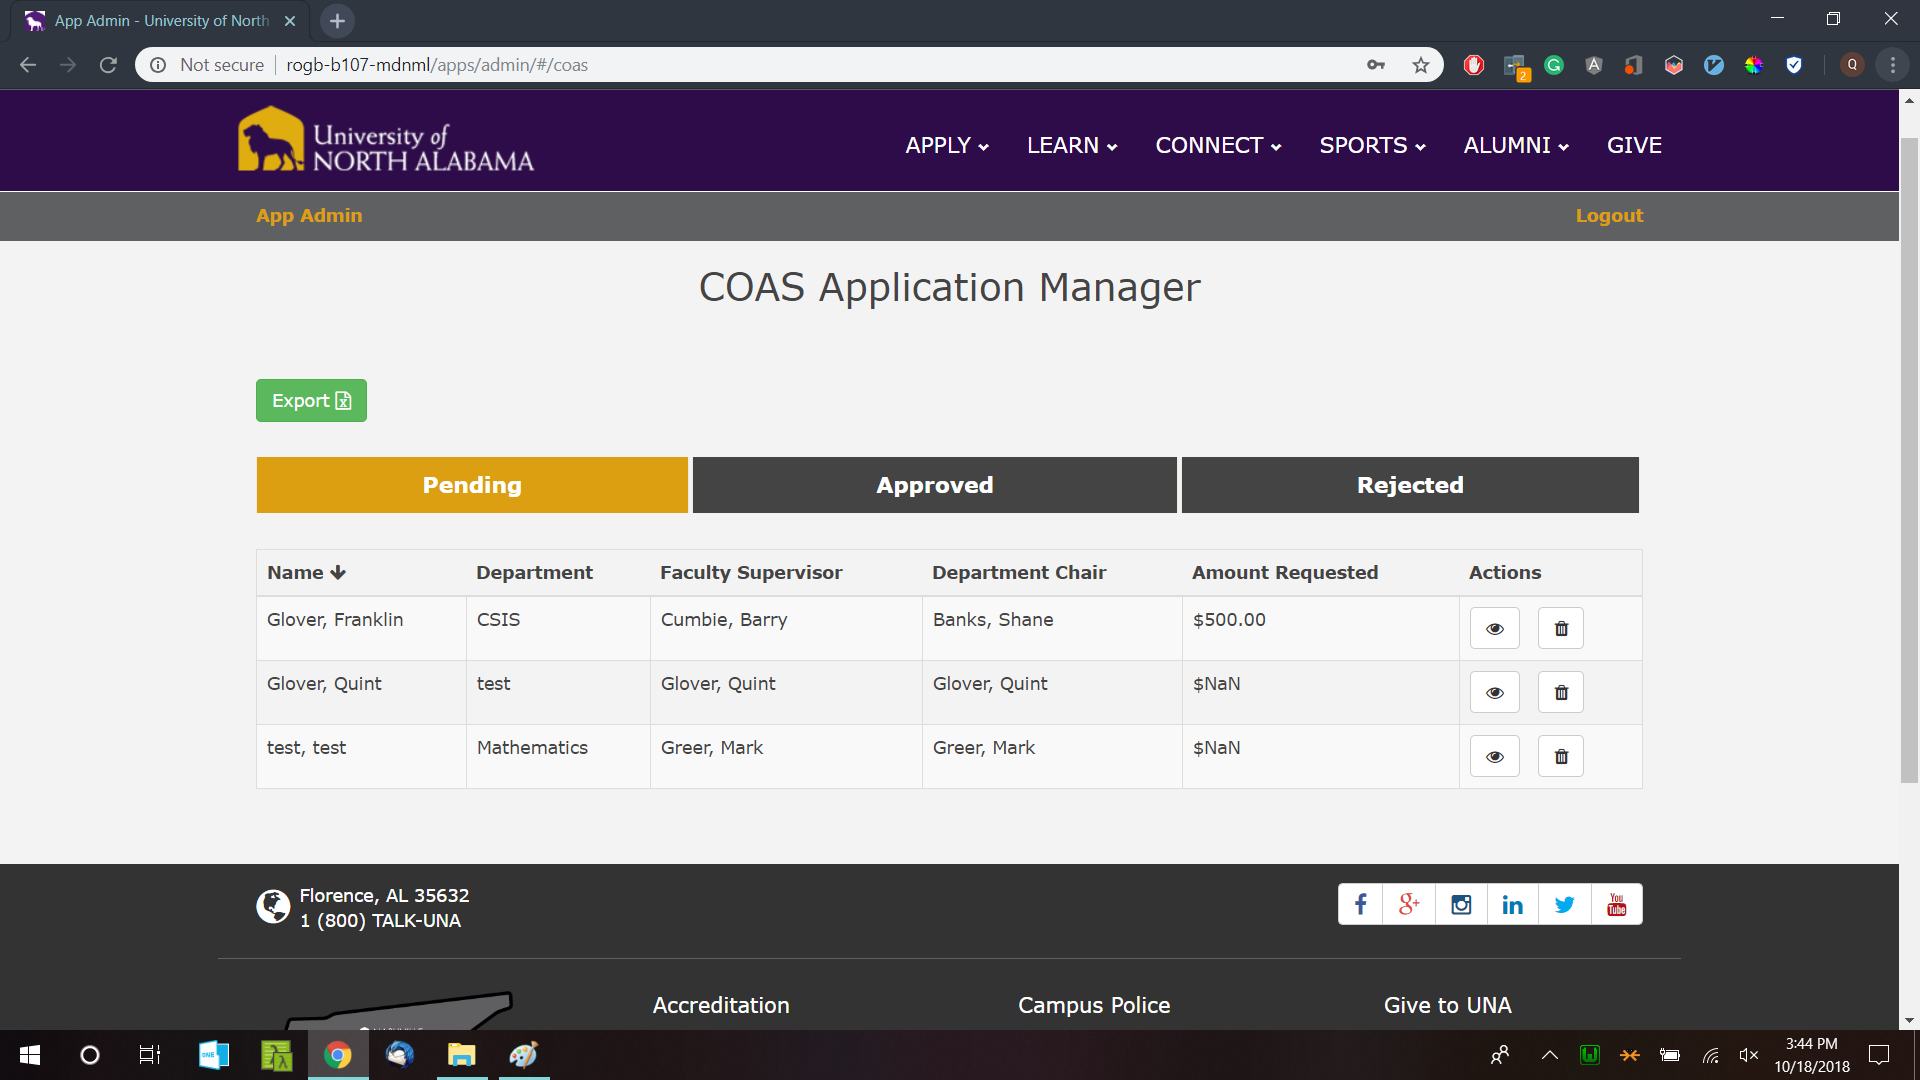 App Admin - University of North
Not secure rogb-b107-mdnml/apps/admin/#/coas
2
Q
University of
NORTH ALABAMA
APPLY LEARN CONNECT SPORTS ALUMNI GIVE
App Admin Logout
COAS Application Manager
Export
Pending Approved Rejected
Name Department Faculty Supervisor Department Chair Amount Requested Actions
Glover, Franklin CSIS Cumbie, Barry Banks, Shane $500.00
Glover, Quint test Glover, Quint Glover, Quint $NaN
test, test Mathematics Greer, Mark Greer, Mark $NaN
Florence, AL 35632
1 (800) TALK-UNA
You
Tube
Accreditation Campus Police Give to UNA
3:44 PM
10/18/2018